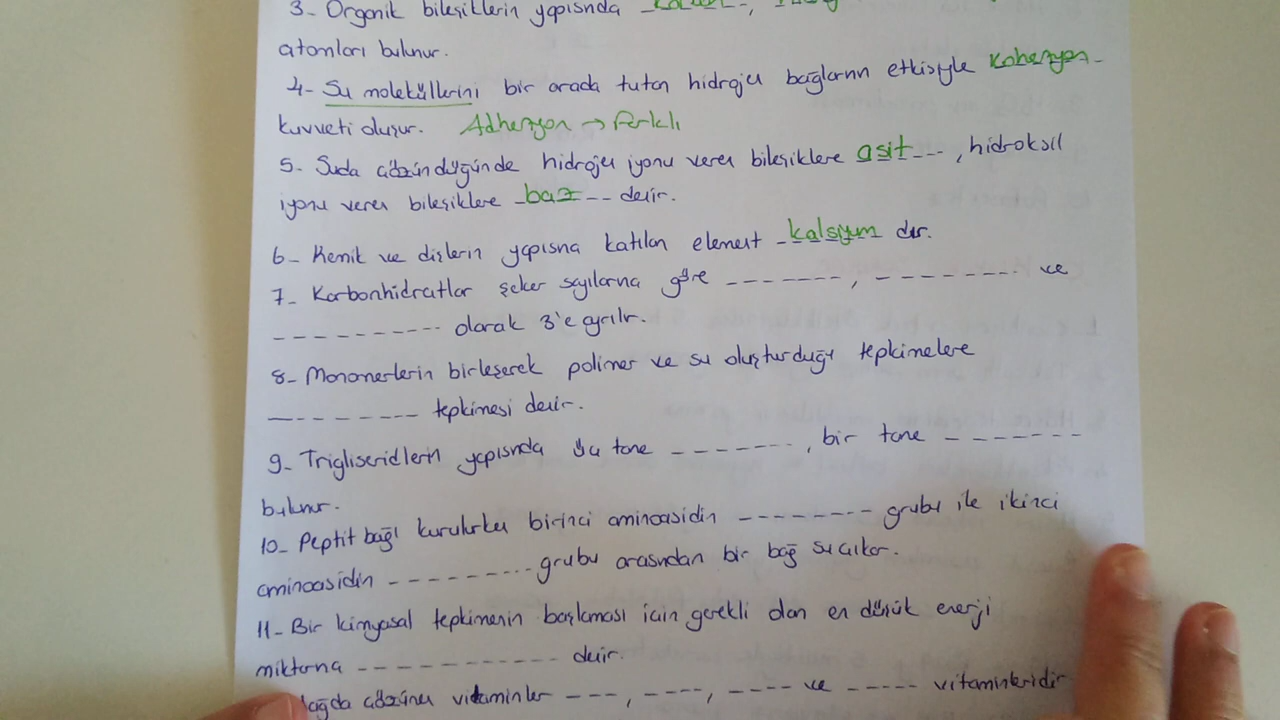 3- Organik bileşiklerin yapısında
atomları bulunur.
4- Su moleküllerini bir arada tutan hidrojen bağlarının etkisiyle kohezyon
kuvveti oluşur. Adhezyon → Farklı
5- Suda çözündüğünde hidrojen iyonu veren bileşiklere asit ---, hidroksil
iyonu veren bileşiklere -baz-- denir.
6- Kemik ve dişlerin yapısına katılan element -kalsiyum dır.
7- Karbonhidratlar şeker sayılarına göre -------, -------- ve
--------- olarak 3'e ayrılır.
8- Monomerlerin birleşerek polimer ve su oluşturduğu tepkimelere
-------- tepkimesi denir.
9- Trigliseridlerin yapısında üç tane -------, bir tane -------
bulunur.
10- Peptit bağı kurulurken birinci aminoasidin -------- grubu ile ikinci
aminoasidin --------- grubu arasından bir bağ su çıkar.
11- Bir kimyasal tepkimenin başlaması için gerekli olan en düşük enerji
miktarına ----------- denir.
çözünen vitaminler ---, ----, ---- ve ----- vitaminleridir